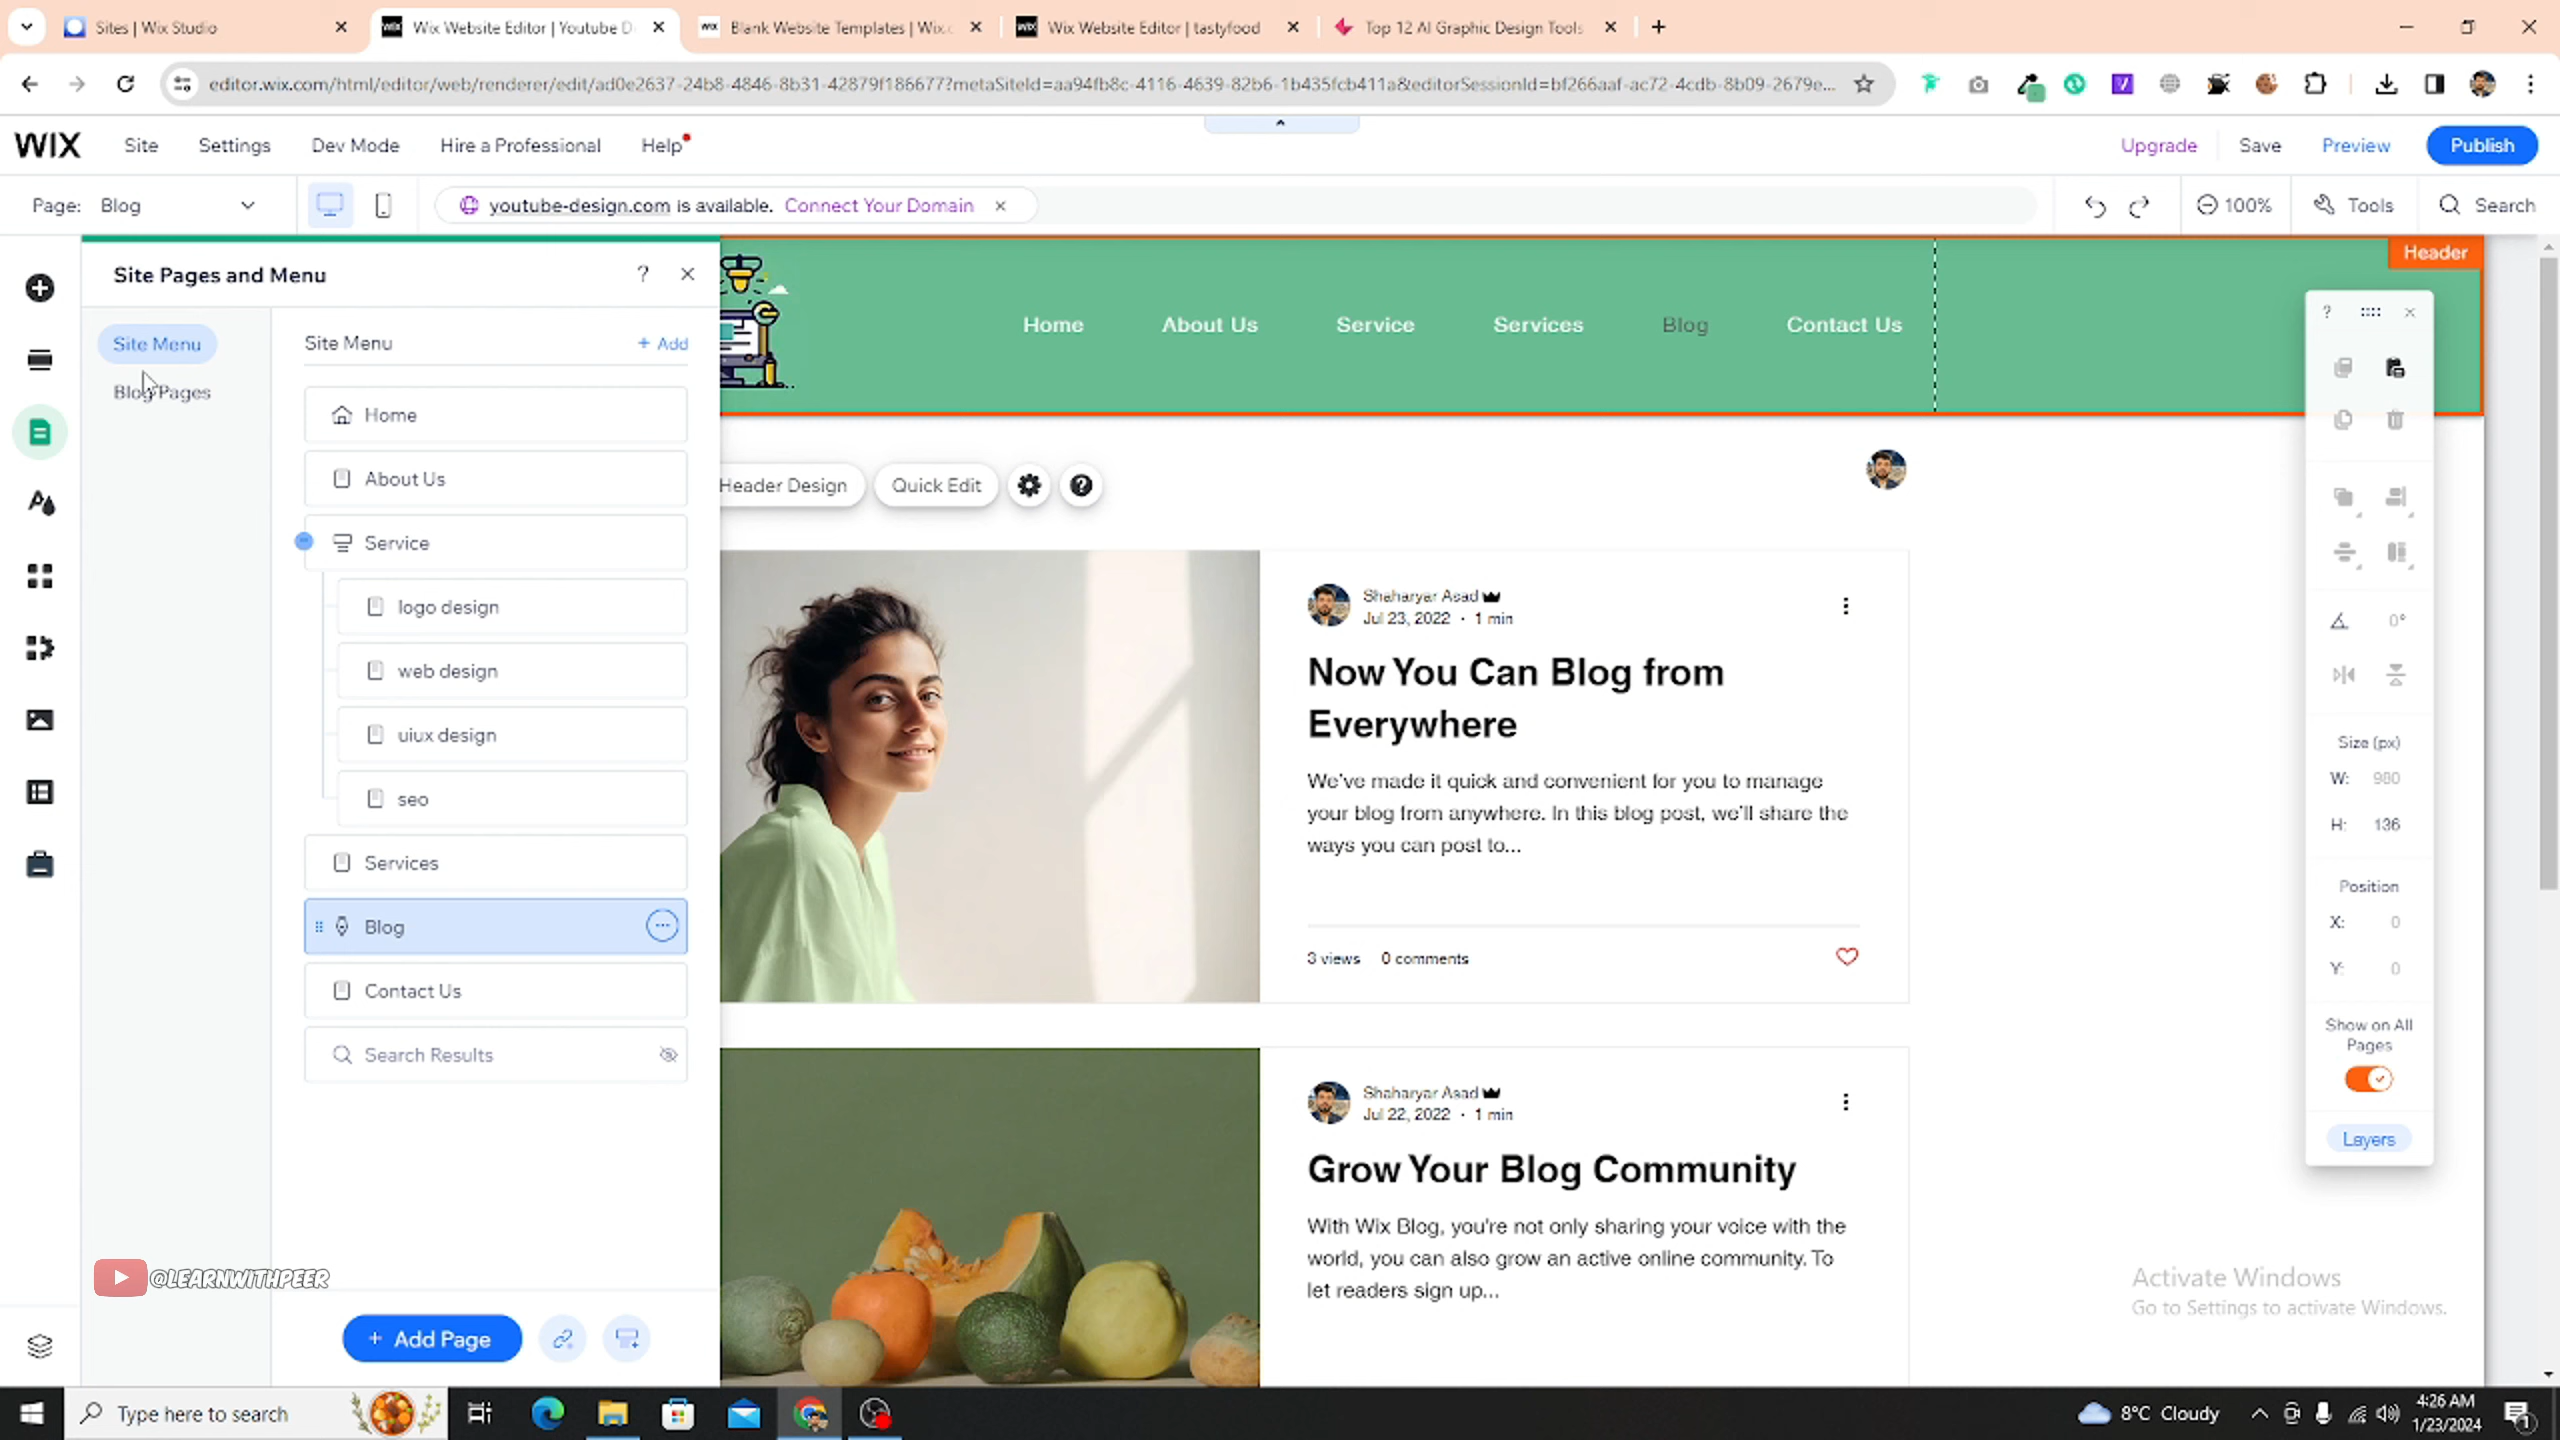 Sites | Wix Studio
Wix Website Editor | Youtube D
Blank Website Templates | Wix.c
Wix Website Editor | tastyfood
Top 12 AI Graphic Design Tools
editor.wix.com/html/editor/web/renderer/edit/ad0e2637-24b8-4846-8b31-42879f186677?metaSiteId=aa94fb8c-4116-4639-82b6-1b435fcb411a&editorSessionId=bf266aaf-ac72-4cdb-8b09-2679e...
WIX Site Settings Dev Mode Hire a Professional Help Upgrade Save Preview Publish
Page: Blog youtube-design.com is available. Connect Your Domain 100% Tools Search
Site Pages and Menu ?
Site Menu
Blog Pages
Site Menu + Add
Home
About Us
Service
logo design
web design
uiux design
seo
Services
Blog
Contact Us
Search Results
+ Add Page
@LEARNWITHPEER
Header
Home About Us Service Services Blog Contact Us
Header Design Quick Edit
Shaharyar Asad
Jul 23, 2022 · 1 min
Now You Can Blog from
Everywhere
We've made it quick and convenient for you to manage
your blog from anywhere. In this blog post, we'll share the
ways you can post to...
3 views 0 comments
Shaharyar Asad
Jul 22, 2022 · 1 min
Grow Your Blog Community
With Wix Blog, you're not only sharing your voice with the
world, you can also grow an active online community. To
let readers sign up...
?
0°
Size (px)
W: 980
H: 136
Position
X: 0
Y: 0
Show on All
Pages
Layers
Activate Windows
Go to Settings to activate Windows.
Type here to search
8°C Cloudy
4:26 AM
1/23/2024
1